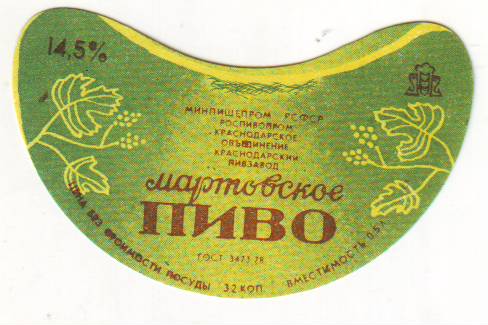 14,5%
МИНПИЩЕПРОМ РСФСР
РОСПИВОПРОМ
КРАСНОДАРСКОЕ
ОБЪЕДИНЕНИЕ
КРАСНОДАРСКИЙ
ПИВЗАВОД
мартовское
ПИВО
ГОСТ 3473 78
ЦЕНА БЕЗ СТОИМОСТИ ПОСУДЫ 32 КОП. ВМЕСТИМОСТЬ 0,5 Л